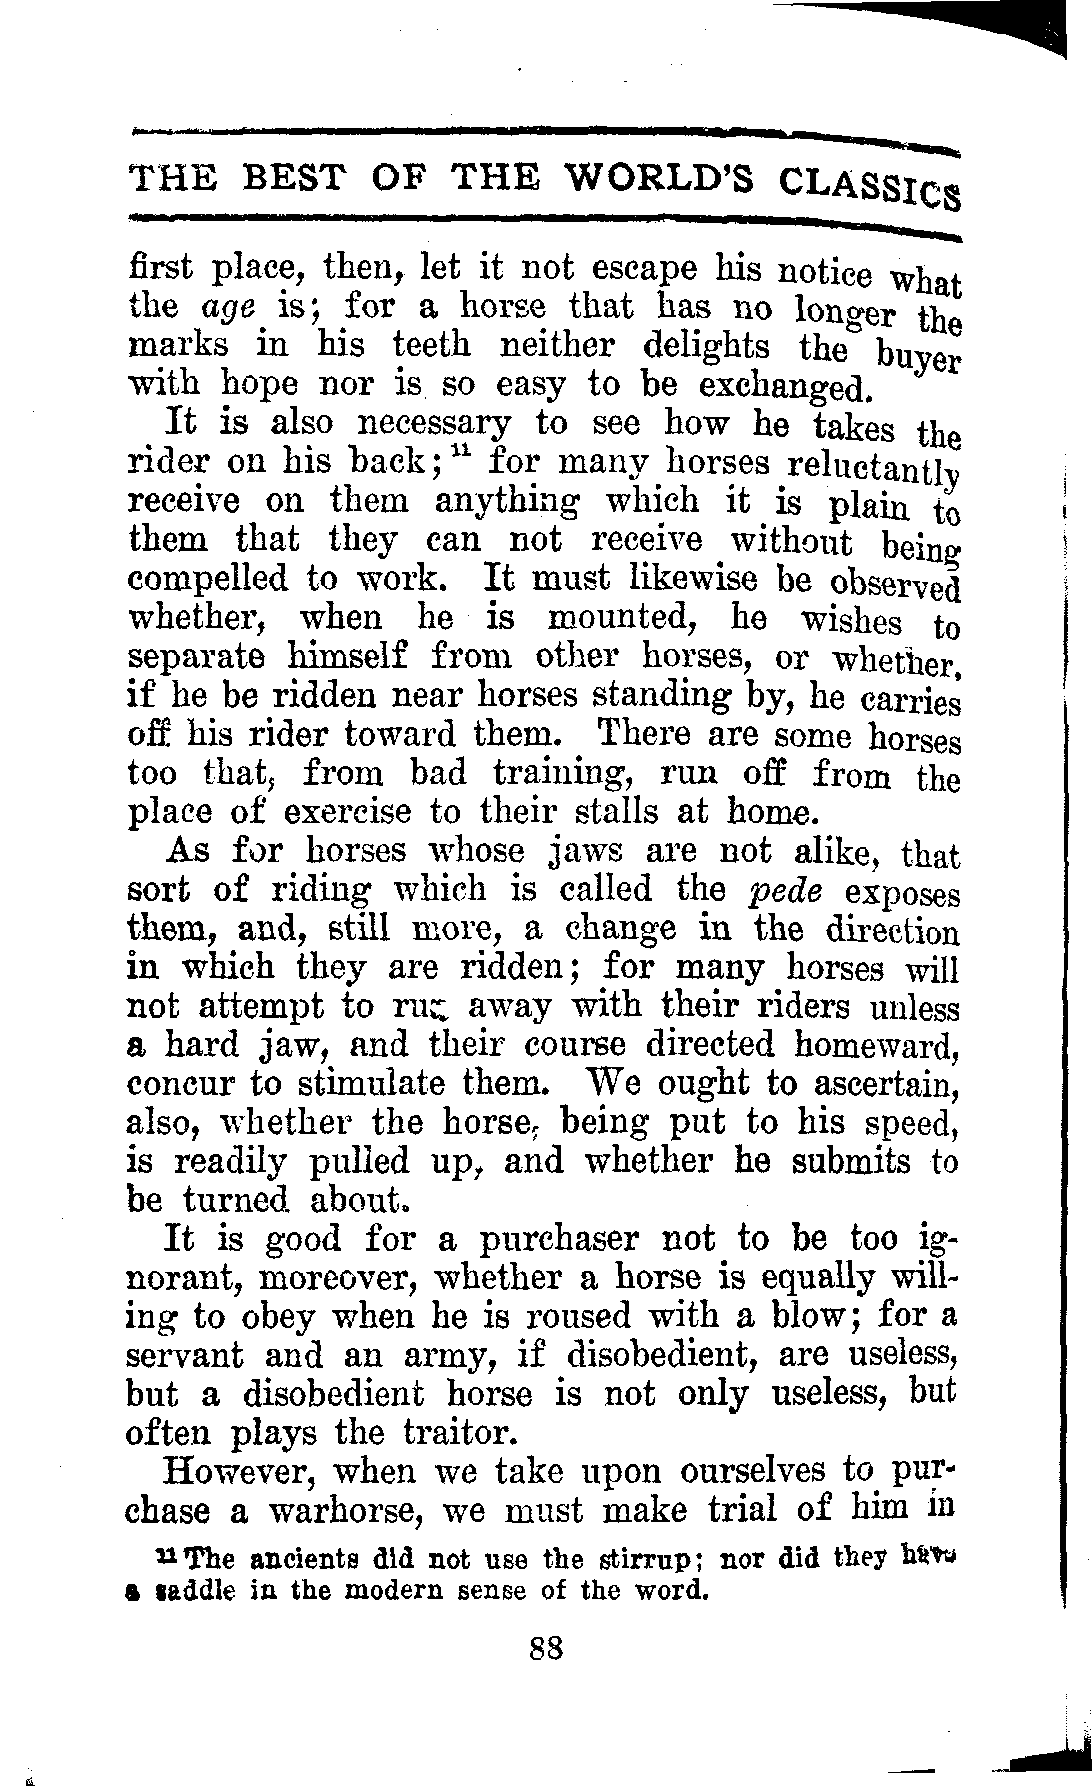 THE BEST OF THE WORLD'S CLASSICS
first place, then, let it not escape his notice what
the age is; for a horse that has no longer the
marks in his teeth neither delights the buyer
with hope nor is so easy to be exchanged.
It is also necessary to see how he takes the
rider on his back;¹¹ for many horses reluctantly
receive on them anything which it is plain to
them that they can not receive without being
compelled to work. It must likewise be observed
whether, when he is mounted, he wishes to
separate himself from other horses, or whether,
if he be ridden near horses standing by, he carries
off his rider toward them. There are some horses
too that, from bad training, run off from the
place of exercise to their stalls at home.
As for horses whose jaws are not alike, that
sort of riding which is called the pede exposes
them, and, still more, a change in the direction
in which they are ridden; for many horses will
not attempt to run away with their riders unless
a hard jaw, and their course directed homeward,
concur to stimulate them. We ought to ascertain,
also, whether the horse, being put to his speed,
is readily pulled up, and whether he submits to
be turned about.
It is good for a purchaser not to be too ig-
norant, moreover, whether a horse is equally will-
ing to obey when he is roused with a blow; for a
servant and an army, if disobedient, are useless,
but a disobedient horse is not only useless, but
often plays the traitor.
However, when we take upon ourselves to pur-
chase a warhorse, we must make trial of him in
¹¹ The ancients did not use the stirrup; nor did they have
a saddle in the modern sense of the word.
88